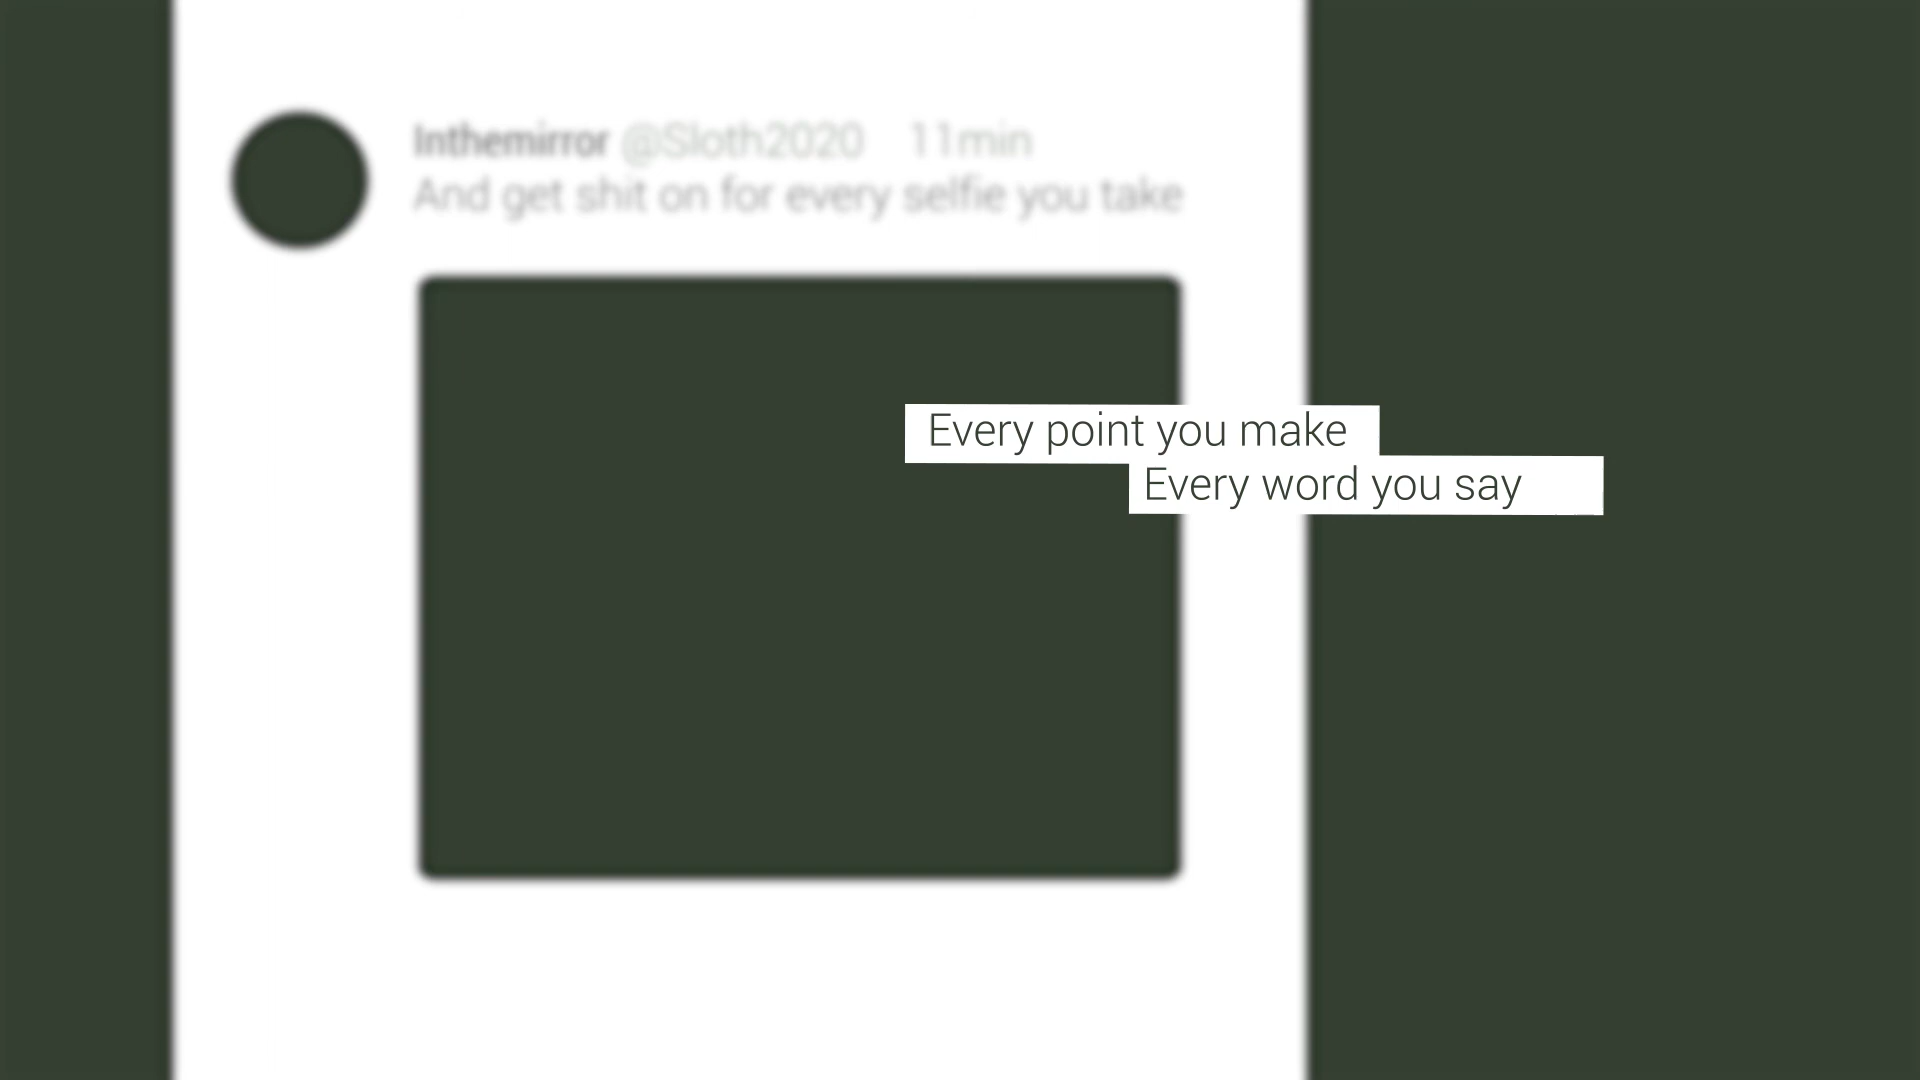 Inthemirror @Sloth2020 11min
And get shit on for every selfie you take
Every point you make
Every word you say